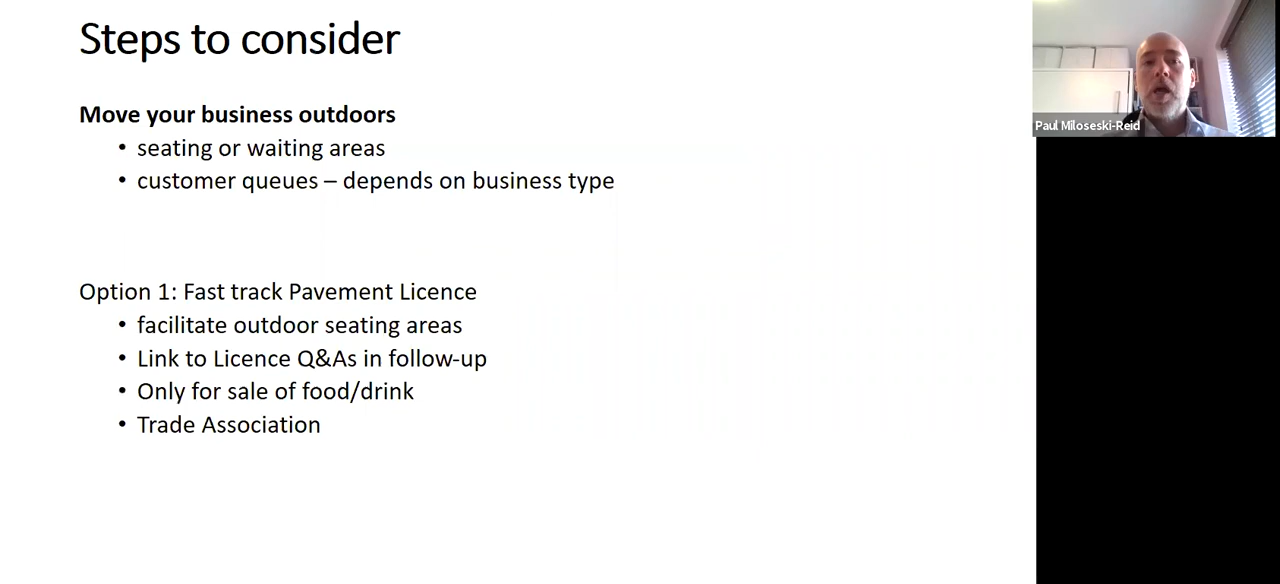 Steps to consider
Move your business outdoors
• seating or waiting areas
• customer queues – depends on business type
Option 1: Fast track Pavement Licence
• facilitate outdoor seating areas
• Link to Licence Q&As in follow-up
• Only for sale of food/drink
• Trade Association
Paul Miloseski-Reid